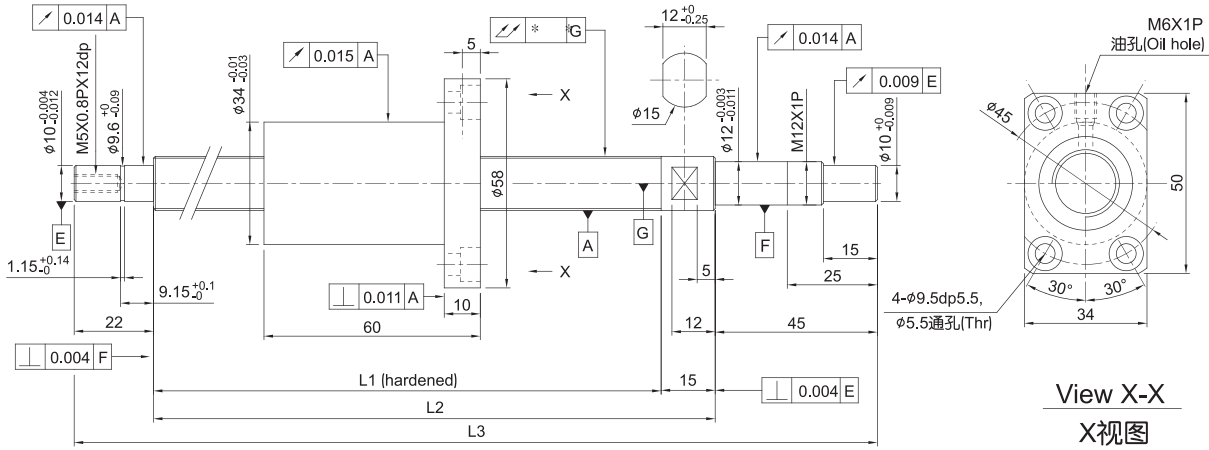 0.014 A
M5X0.8PX12dp
ϕ10 -0.004 -0.012
ϕ9.6 +0 -0.09
0.015 A
ϕ34 -0.01 -0.03
5
* * G
12 +0 -0.25
ϕ15
0.014 A
0.009 E
ϕ12 -0.003 -0.011
M12X1P
ϕ10 +0 -0.009
X
ϕ58
X
E
A
G
F
1.15 +0.14 -0
9.15 +0.1 -0
22
0.004 F
0.011 A
10
60
5
12
15
25
45
L1 (hardened)
15
0.004 E
L2
L3
M6X1P
油孔(Oil hole)
ϕ45
50
4-ϕ9.5dp5.5,
ϕ5.5通孔(Thr)
30°
30°
34
View X-X
X视图